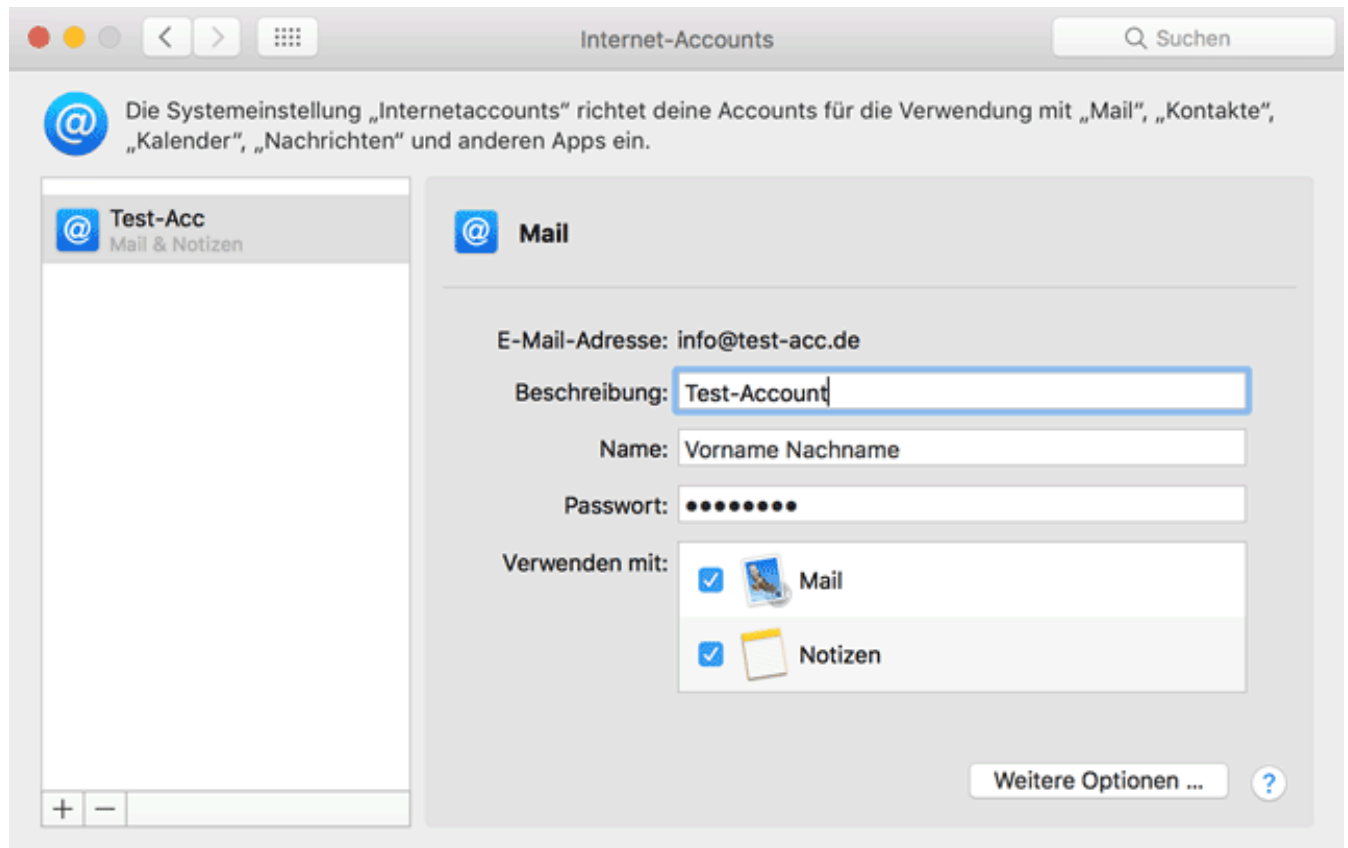 Internet-Accounts
Suchen
Die Systemeinstellung „Internetaccounts“ richtet deine Accounts für die Verwendung mit „Mail“, „Kontakte“,
„Kalender“, „Nachrichten“ und anderen Apps ein.
Test-Acc
Mail & Notizen
Mail
E-Mail-Adresse: info@test-acc.de
Beschreibung: Test-Account
Name: Vorname Nachname
Passwort: ••••••••
Verwenden mit:
Mail
Notizen
Weitere Optionen ...
?
+ −